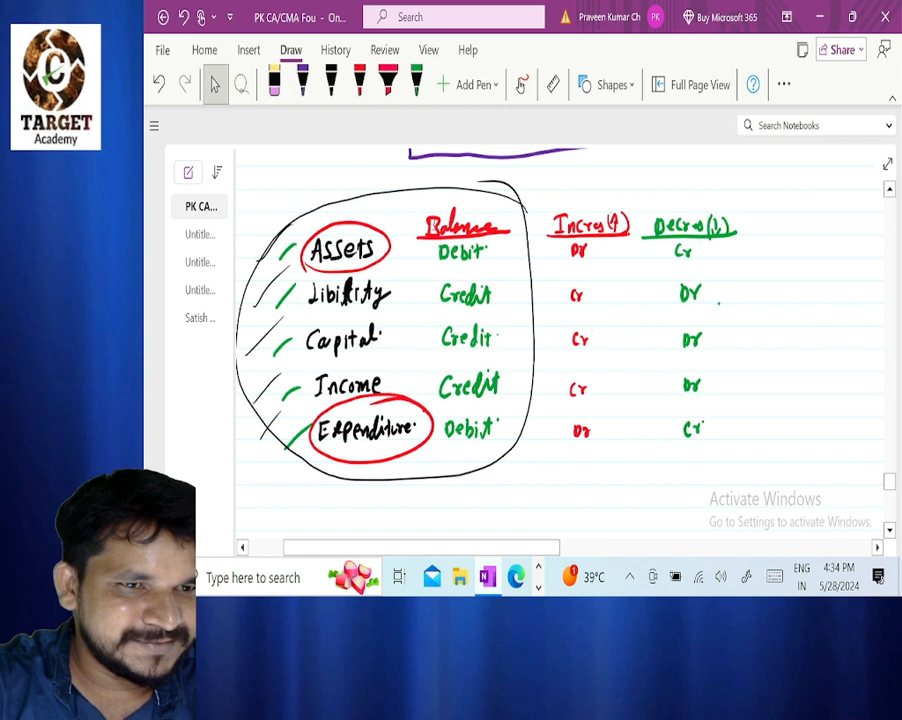 PK CA/CMA Fou - On...
Search
Praveen Kumar Ch
PK
Buy Microsoft 365
File Home Insert Draw History Review View Help
Share
Add Pen
Shapes
Full Page View
Search Notebooks
TARGET
Academy
PK CA...
Untitle...
Untitle...
Untitle...
Satish ...
Balance Incres(↑) Decres(↓)
Assets Debit Dr Cr
Credit Cr Dr
Capital Credit Cr Dr
Income Credit Cr Dr
Expenditure Debit Dr Cr
Activate Windows
Go to Settings to activate Windows.
Type here to search
39°C
ENG
IN
4:34 PM
5/28/2024